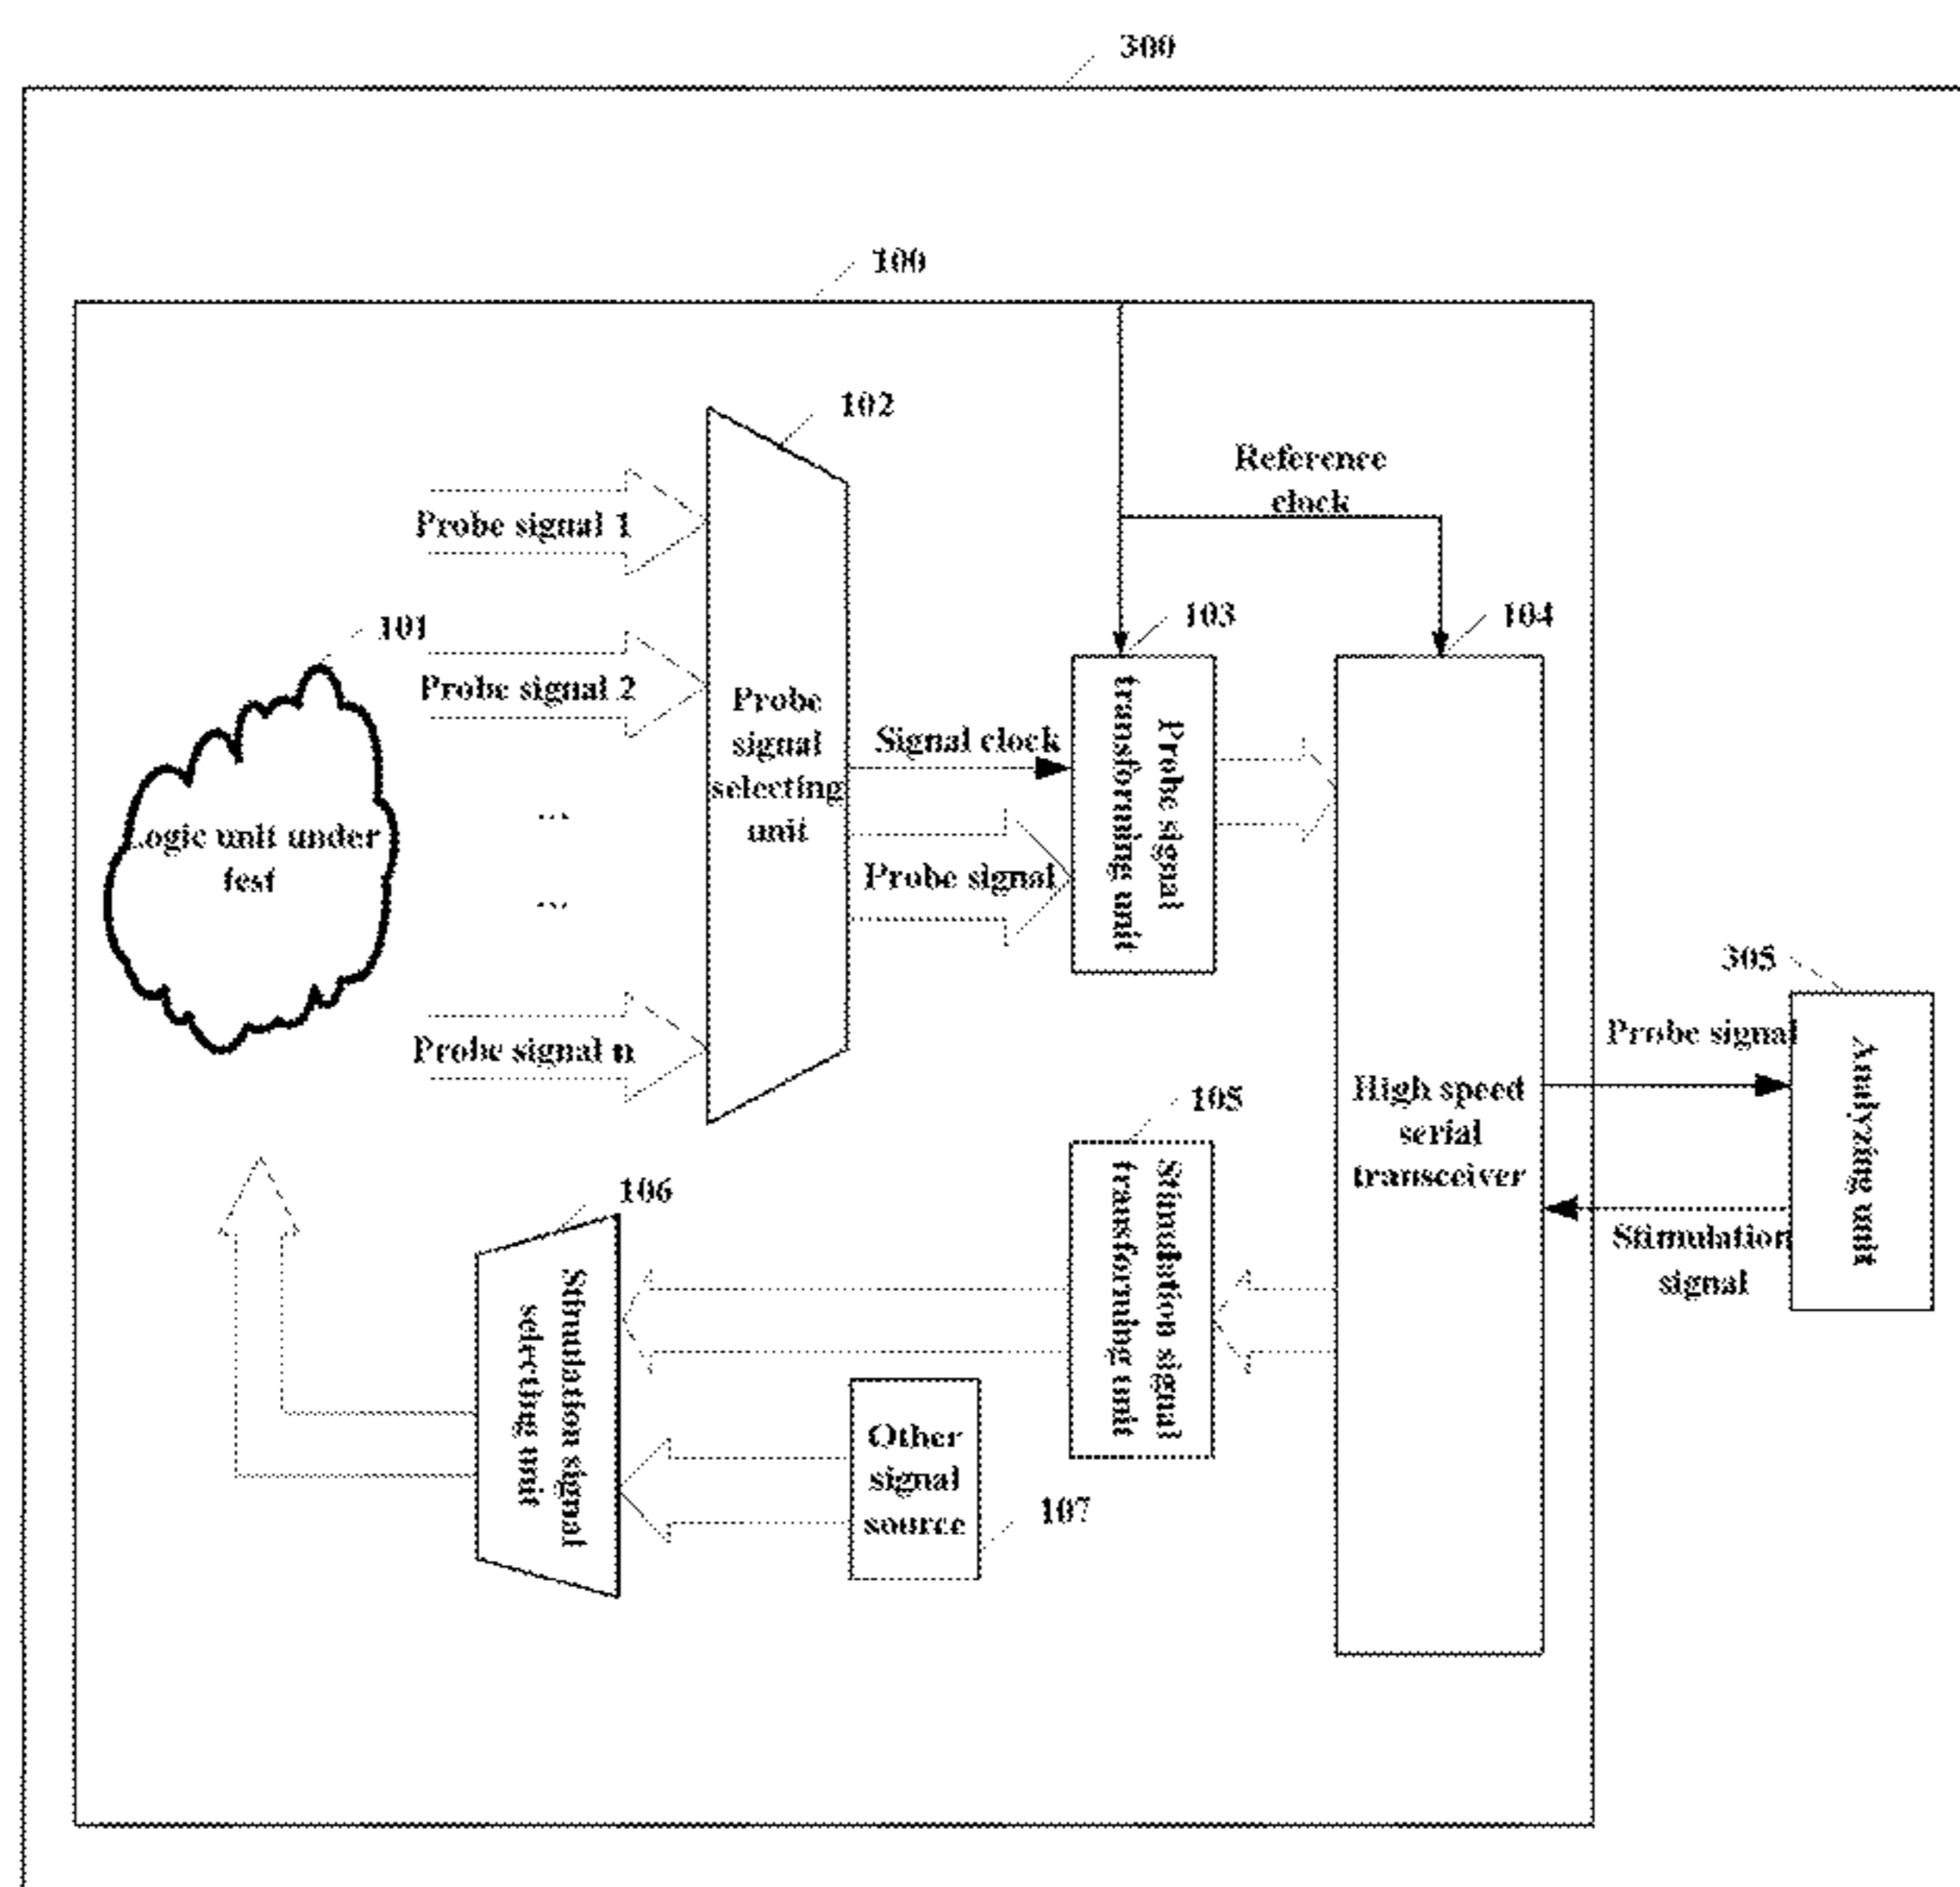 300
100
102
Reference
clock
Probe signal 1
103
104
101
Probe signal 2
Probe
signal
selecting
unit
Signal clock
Probe signal
transforming unit
Logic unit under
test
...
...
Probe signal
305
Probe signal n
Probe signal
Analyzing unit
High speed
serial
transceiver
105
Stimulation signal
transforming unit
106
Stimulation
signal
Stimulation signal
selecting unit
Other
signal
source
107